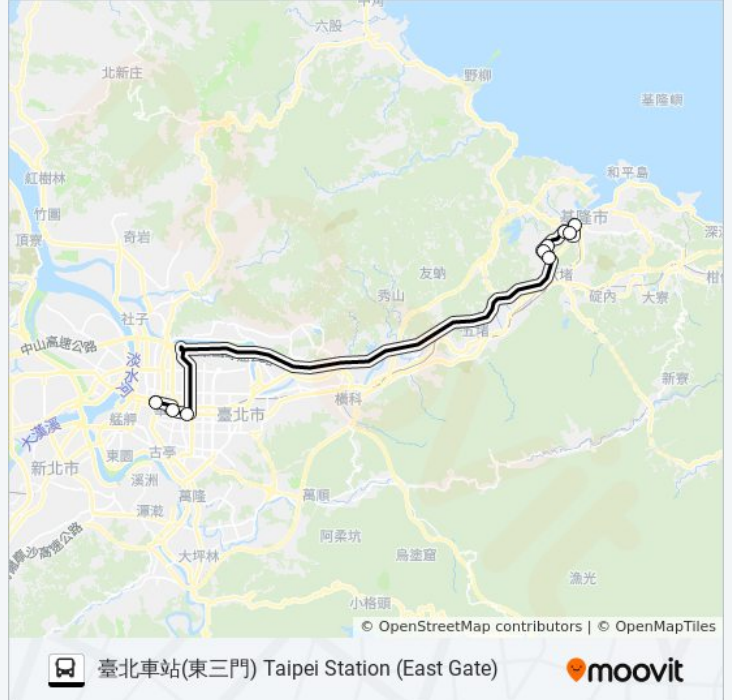 六股
北新庄
野柳
基隆嶼
紅樹林
和平島
竹圍
基隆市
頂寮
奇岩
友蚋
秀山
碇內
大寮
社子
中山高速公路
五堵
淡水河
新寮
橫科
艋舺
臺北市
大漢溪
東園
古亭
新北市
溪洲
萬隆
萬順
阿柔坑
大坪林
烏塗窟
漁光
小格頭
© OpenStreetMap contributors | © OpenMapTiles
臺北車站(東三門) Taipei Station (East Gate)
moovit